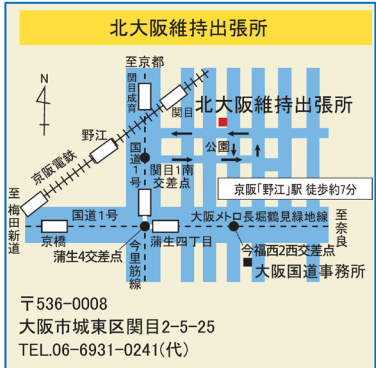 北大阪維持出張所
至京都
N
関目成育
関目
北大阪維持出張所
野江
公園
京阪電鉄
国道1号
関目1南
交差点
京阪「野江」駅 徒歩約7分
至梅田新道
国道1号
大阪メトロ長堀鶴見緑地線
至奈良
京橋
蒲生四丁目
蒲生4交差点
今里筋線
今福西2西交差点
大阪国道事務所
〒536-0008
大阪市城東区関目2-5-25
TEL.06-6931-0241(代)